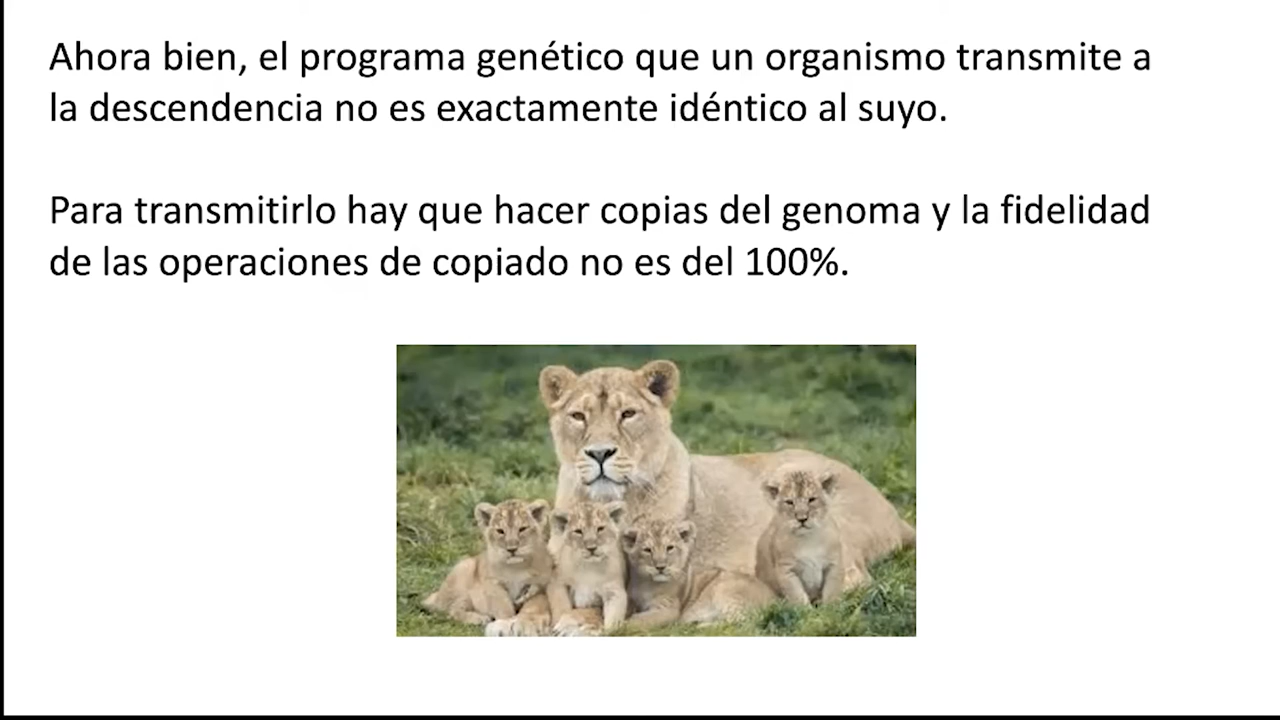 Ahora bien, el programa genético que un organismo transmite a
la descendencia no es exactamente idéntico al suyo.
Para transmitirlo hay que hacer copias del genoma y la fidelidad
de las operaciones de copiado no es del 100%.